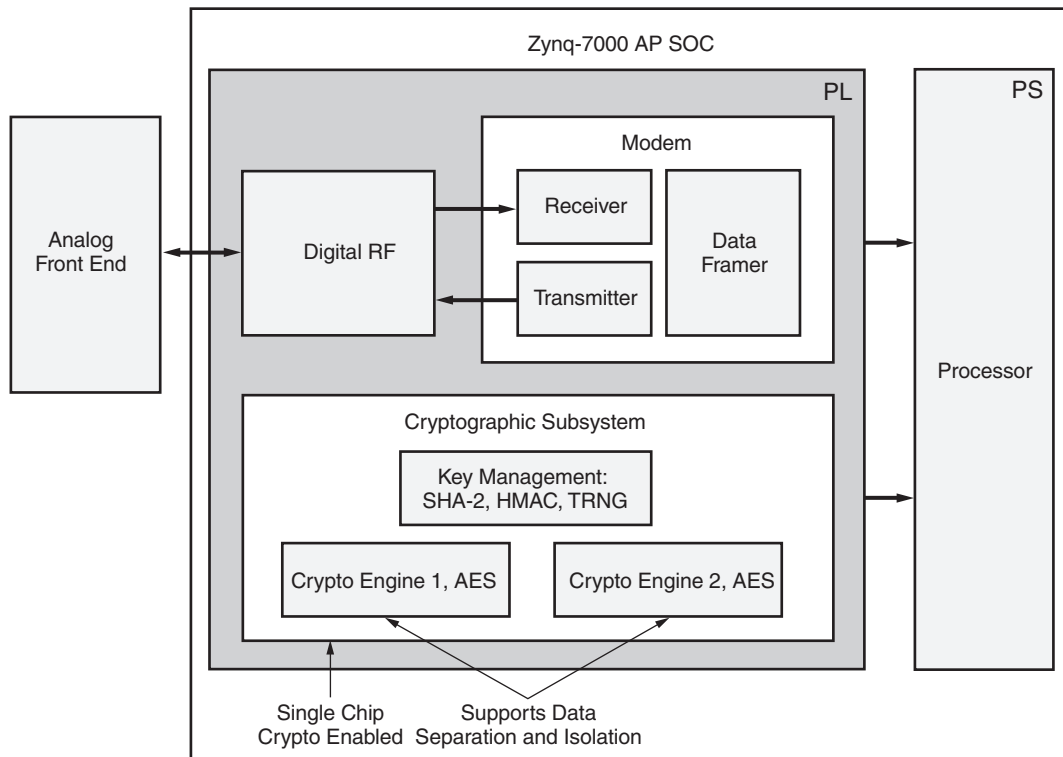 Zynq-7000 AP SOC
PL
PS
Modem
Analog
Front End
Digital RF
Receiver
Transmitter
Data
Framer
Processor
Cryptographic Subsystem
Key Management:
SHA-2, HMAC, TRNG
Crypto Engine 1, AES
Crypto Engine 2, AES
Single Chip
Crypto Enabled
Supports Data
Separation and Isolation